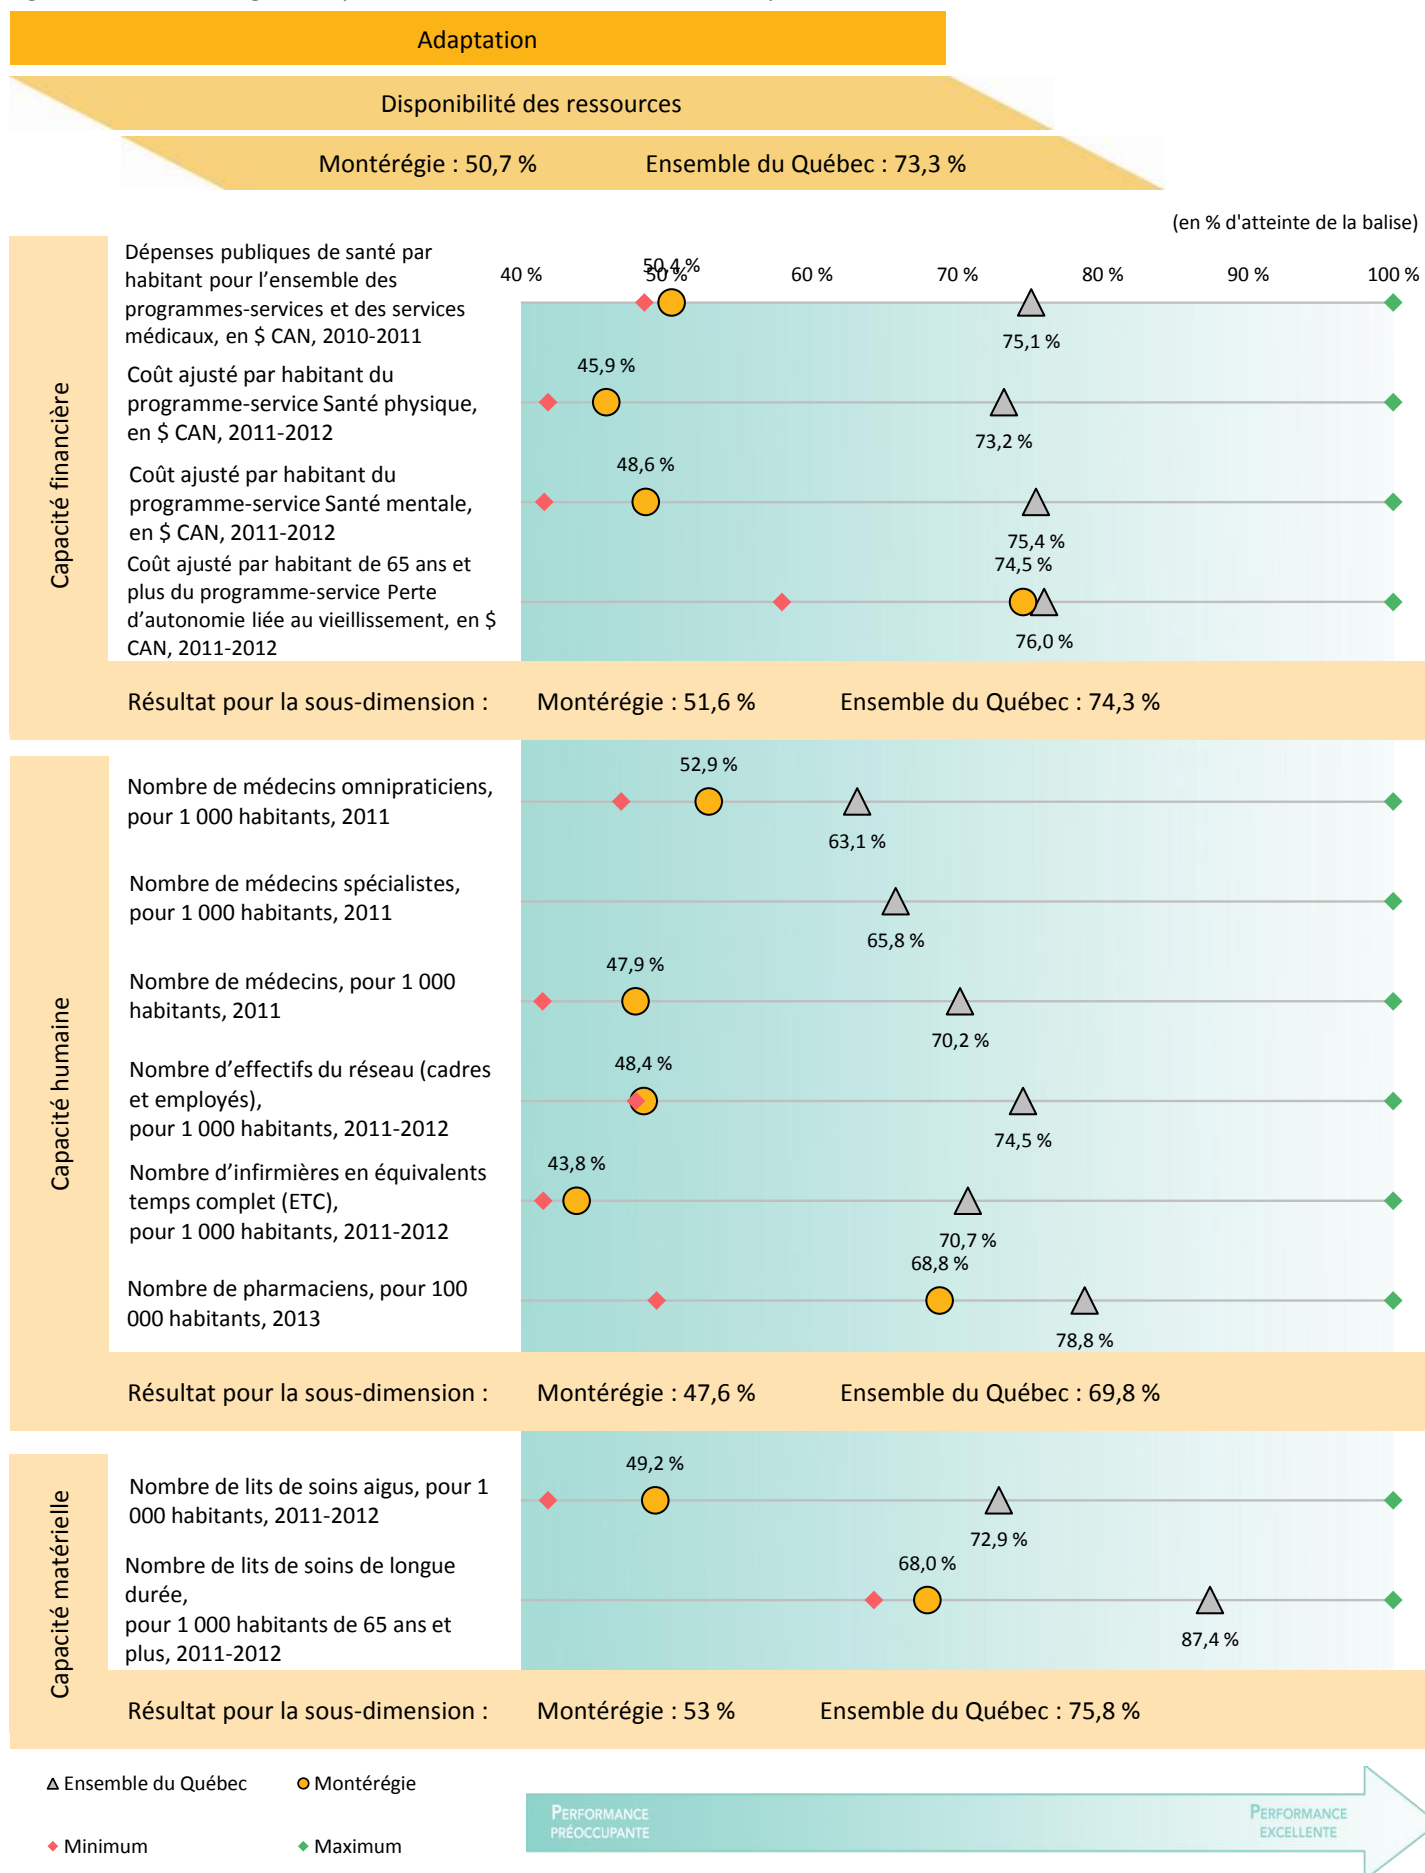 Adaptation
Disponibilité des ressources
Montérégie : 50,7 % Ensemble du Québec : 73,3 %
(en % d'atteinte de la balise)
40 % 50 % 60 % 70 % 80 % 90 % 100 %
Capacité financière
Dépenses publiques de santé par
habitant pour l'ensemble des
programmes-services et des services
médicaux, en $ CAN, 2010-2011
50,4 %
75,1 %
Coût ajusté par habitant du
programme-service Santé physique,
en $ CAN, 2011-2012
45,9 %
73,2 %
Coût ajusté par habitant du
programme-service Santé mentale,
en $ CAN, 2011-2012
48,6 %
75,4 %
Coût ajusté par habitant de 65 ans et
plus du programme-service Perte
d'autonomie liée au vieillissement, en $
CAN, 2011-2012
74,5 %
76,0 %
Résultat pour la sous-dimension : Montérégie : 51,6 % Ensemble du Québec : 74,3 %
Capacité humaine
Nombre de médecins omnipraticiens,
pour 1 000 habitants, 2011
52,9 %
63,1 %
Nombre de médecins spécialistes,
pour 1 000 habitants, 2011
65,8 %
Nombre de médecins, pour 1 000
habitants, 2011
47,9 %
70,2 %
Nombre d'effectifs du réseau (cadres
et employés),
pour 1 000 habitants, 2011-2012
48,4 %
74,5 %
Nombre d'infirmières en équivalents
temps complet (ETC),
pour 1 000 habitants, 2011-2012
43,8 %
70,7 %
Nombre de pharmaciens, pour 100
000 habitants, 2013
68,8 %
78,8 %
Résultat pour la sous-dimension : Montérégie : 47,6 % Ensemble du Québec : 69,8 %
Capacité matérielle
Nombre de lits de soins aigus, pour 1
000 habitants, 2011-2012
49,2 %
72,9 %
Nombre de lits de soins de longue
durée,
pour 1 000 habitants de 65 ans et
plus, 2011-2012
68,0 %
87,4 %
Résultat pour la sous-dimension : Montérégie : 53 % Ensemble du Québec : 75,8 %
Ensemble du Québec Montérégie
Minimum Maximum
PERFORMANCE
PRÉOCCUPANTE
PERFORMANCE
EXCELLENTE